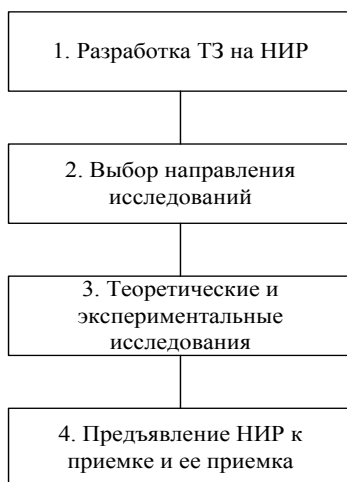 1. Разработка ТЗ на НИР
2. Выбор направления
исследований
3. Теоретические и
экспериментальные
исследования
4. Предъявление НИР к
приемке и ее приемка